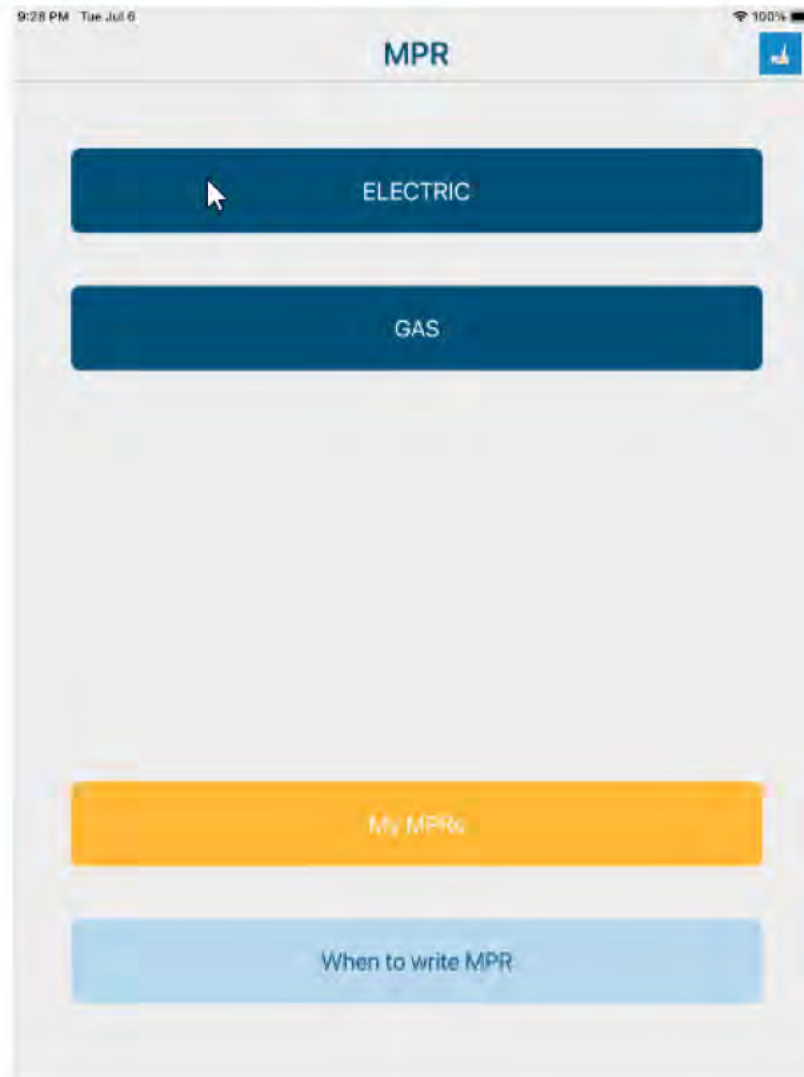 9:28 PM Tue Jul 6
100%
MPR
ELECTRIC
GAS
My MPRs
When to write MPR